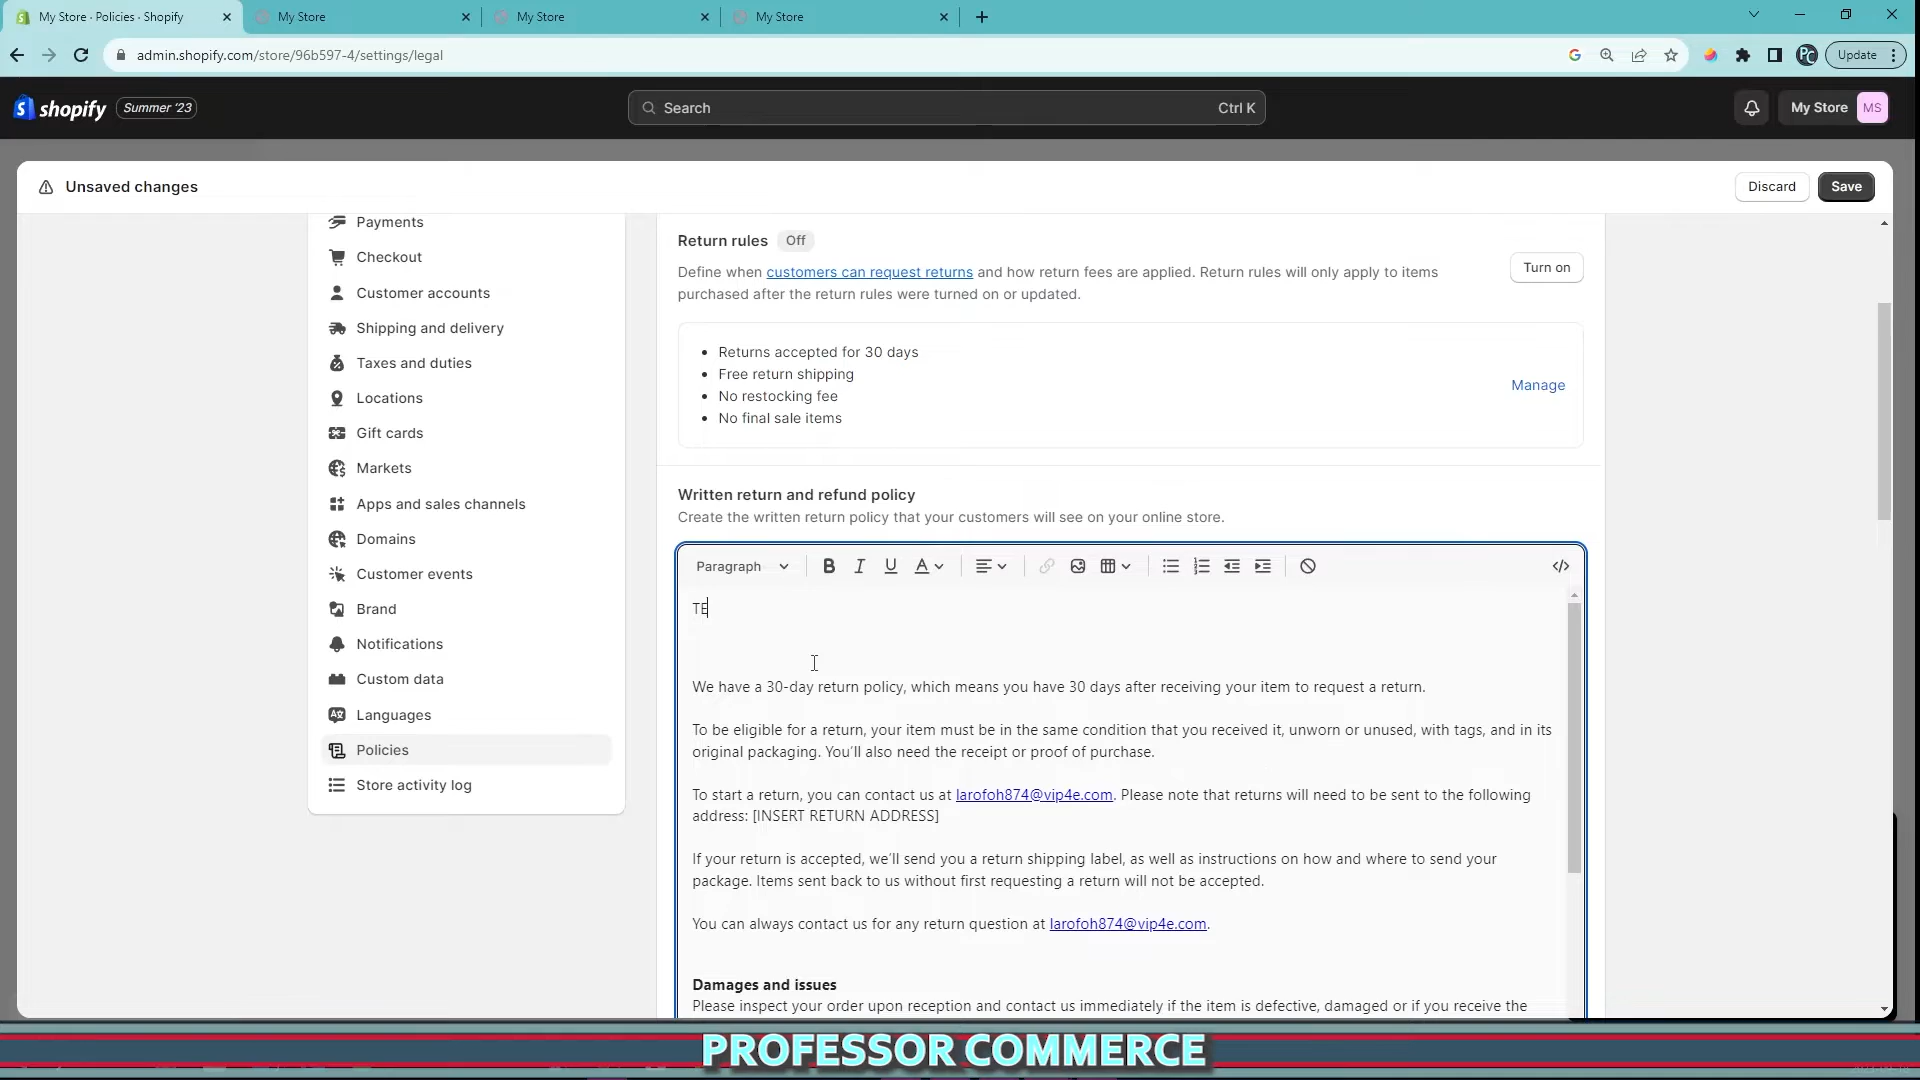 My Store · Policies · Shopify
My Store
My Store
My Store
admin.shopify.com/store/96b597-4/settings/legal
Update
shopify
Summer '23
Search
Ctrl K
My Store
MS
Unsaved changes
Discard
Save
Payments
Checkout
Customer accounts
Shipping and delivery
Taxes and duties
Locations
Gift cards
Markets
Apps and sales channels
Domains
Customer events
Brand
Notifications
Custom data
Languages
Policies
Store activity log
Return rules
Off
Define when customers can request returns and how return fees are applied. Return rules will only apply to items
purchased after the return rules were turned on or updated.
Turn on
Returns accepted for 30 days
Free return shipping
No restocking fee
No final sale items
Manage
Written return and refund policy
Create the written return policy that your customers will see on your online store.
Paragraph
B I U A
TE
We have a 30-day return policy, which means you have 30 days after receiving your item to request a return.
To be eligible for a return, your item must be in the same condition that you received it, unworn or unused, with tags, and in its
original packaging. You'll also need the receipt or proof of purchase.
To start a return, you can contact us at larofoh874@vip4e.com. Please note that returns will need to be sent to the following
address: [INSERT RETURN ADDRESS]
If your return is accepted, we'll send you a return shipping label, as well as instructions on how and where to send your
package. Items sent back to us without first requesting a return will not be accepted.
You can always contact us for any return question at larofoh874@vip4e.com.
Damages and issues
Please inspect your order upon reception and contact us immediately if the item is defective, damaged or if you receive the
PROFESSOR COMMERCE